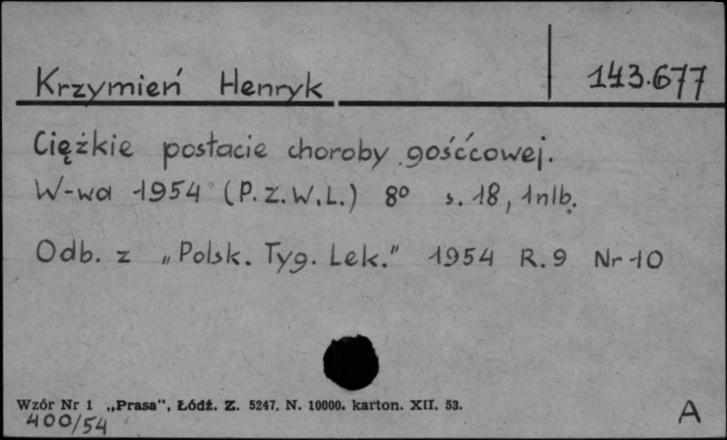 Krzymień Henryk 143.677
Ciężkie postacie choroby gośćcowej.
W-wa 1954 (P.Z.W.L.) 8° s. 18, 1nlb.
Odb. z „Polsk. Tyg. Lek." 1954 R.9 Nr 10
Wzór Nr 1 „Prasa", Łódź. Z. 5247. N. 10000. karton. XII. 53.
400/54 A